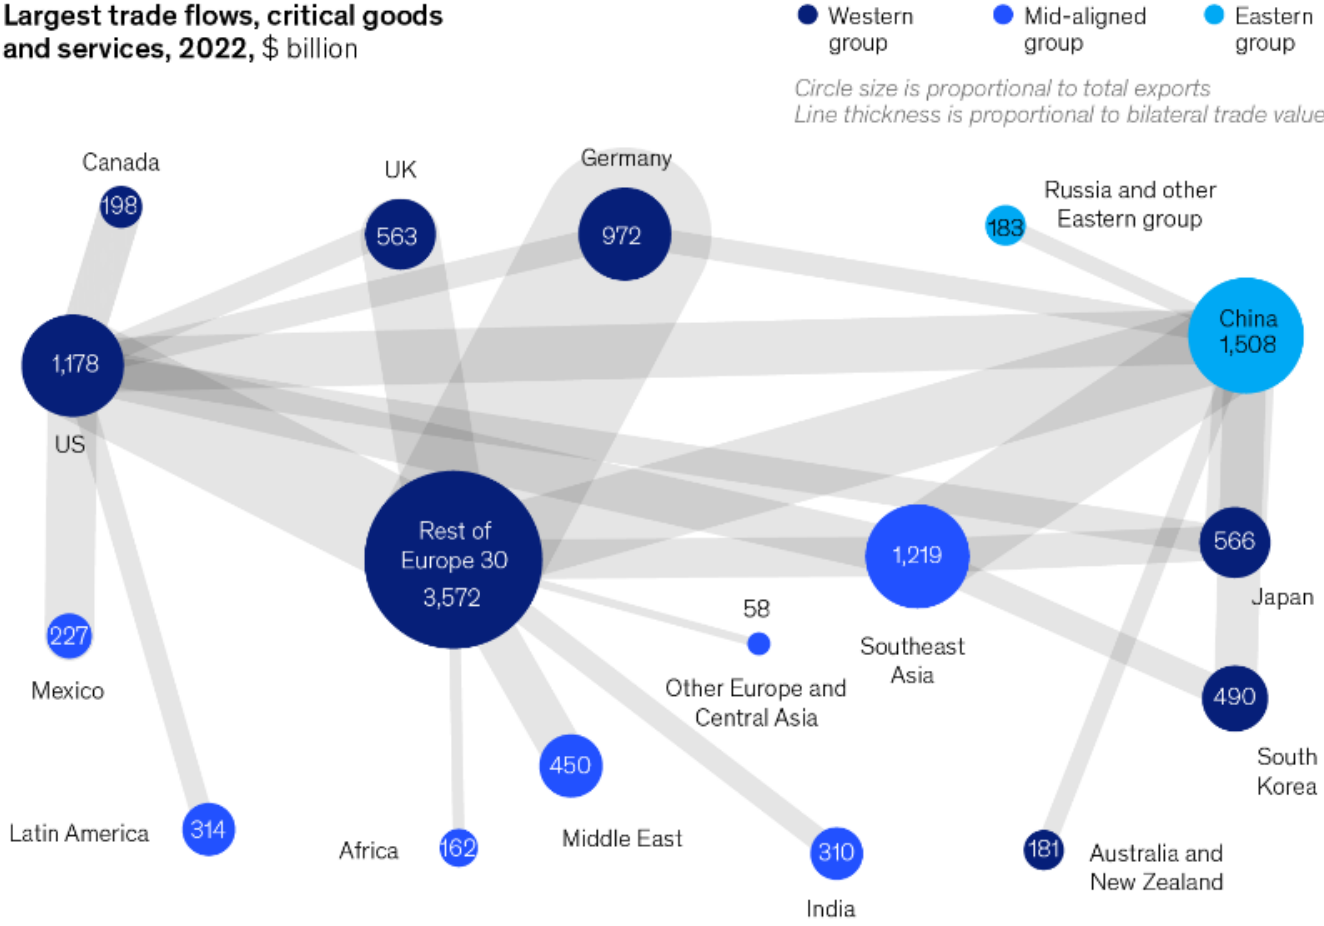 Largest trade flows, critical goods
and services, 2022, $ billion
Western
group
Mid-aligned
group
Eastern
group
Circle size is proportional to total exports
Line thickness is proportional to bilateral trade value
Canada
198
UK
563
Germany
972
Russia and other
Eastern group
183
China
1,508
1,178
US
Rest of
Europe 30
3,572
1,219
Southeast
Asia
566
Japan
58
Other Europe and
Central Asia
227
Mexico
490
South
Korea
450
Middle East
314
Latin America
162
Africa
310
India
181
Australia and
New Zealand